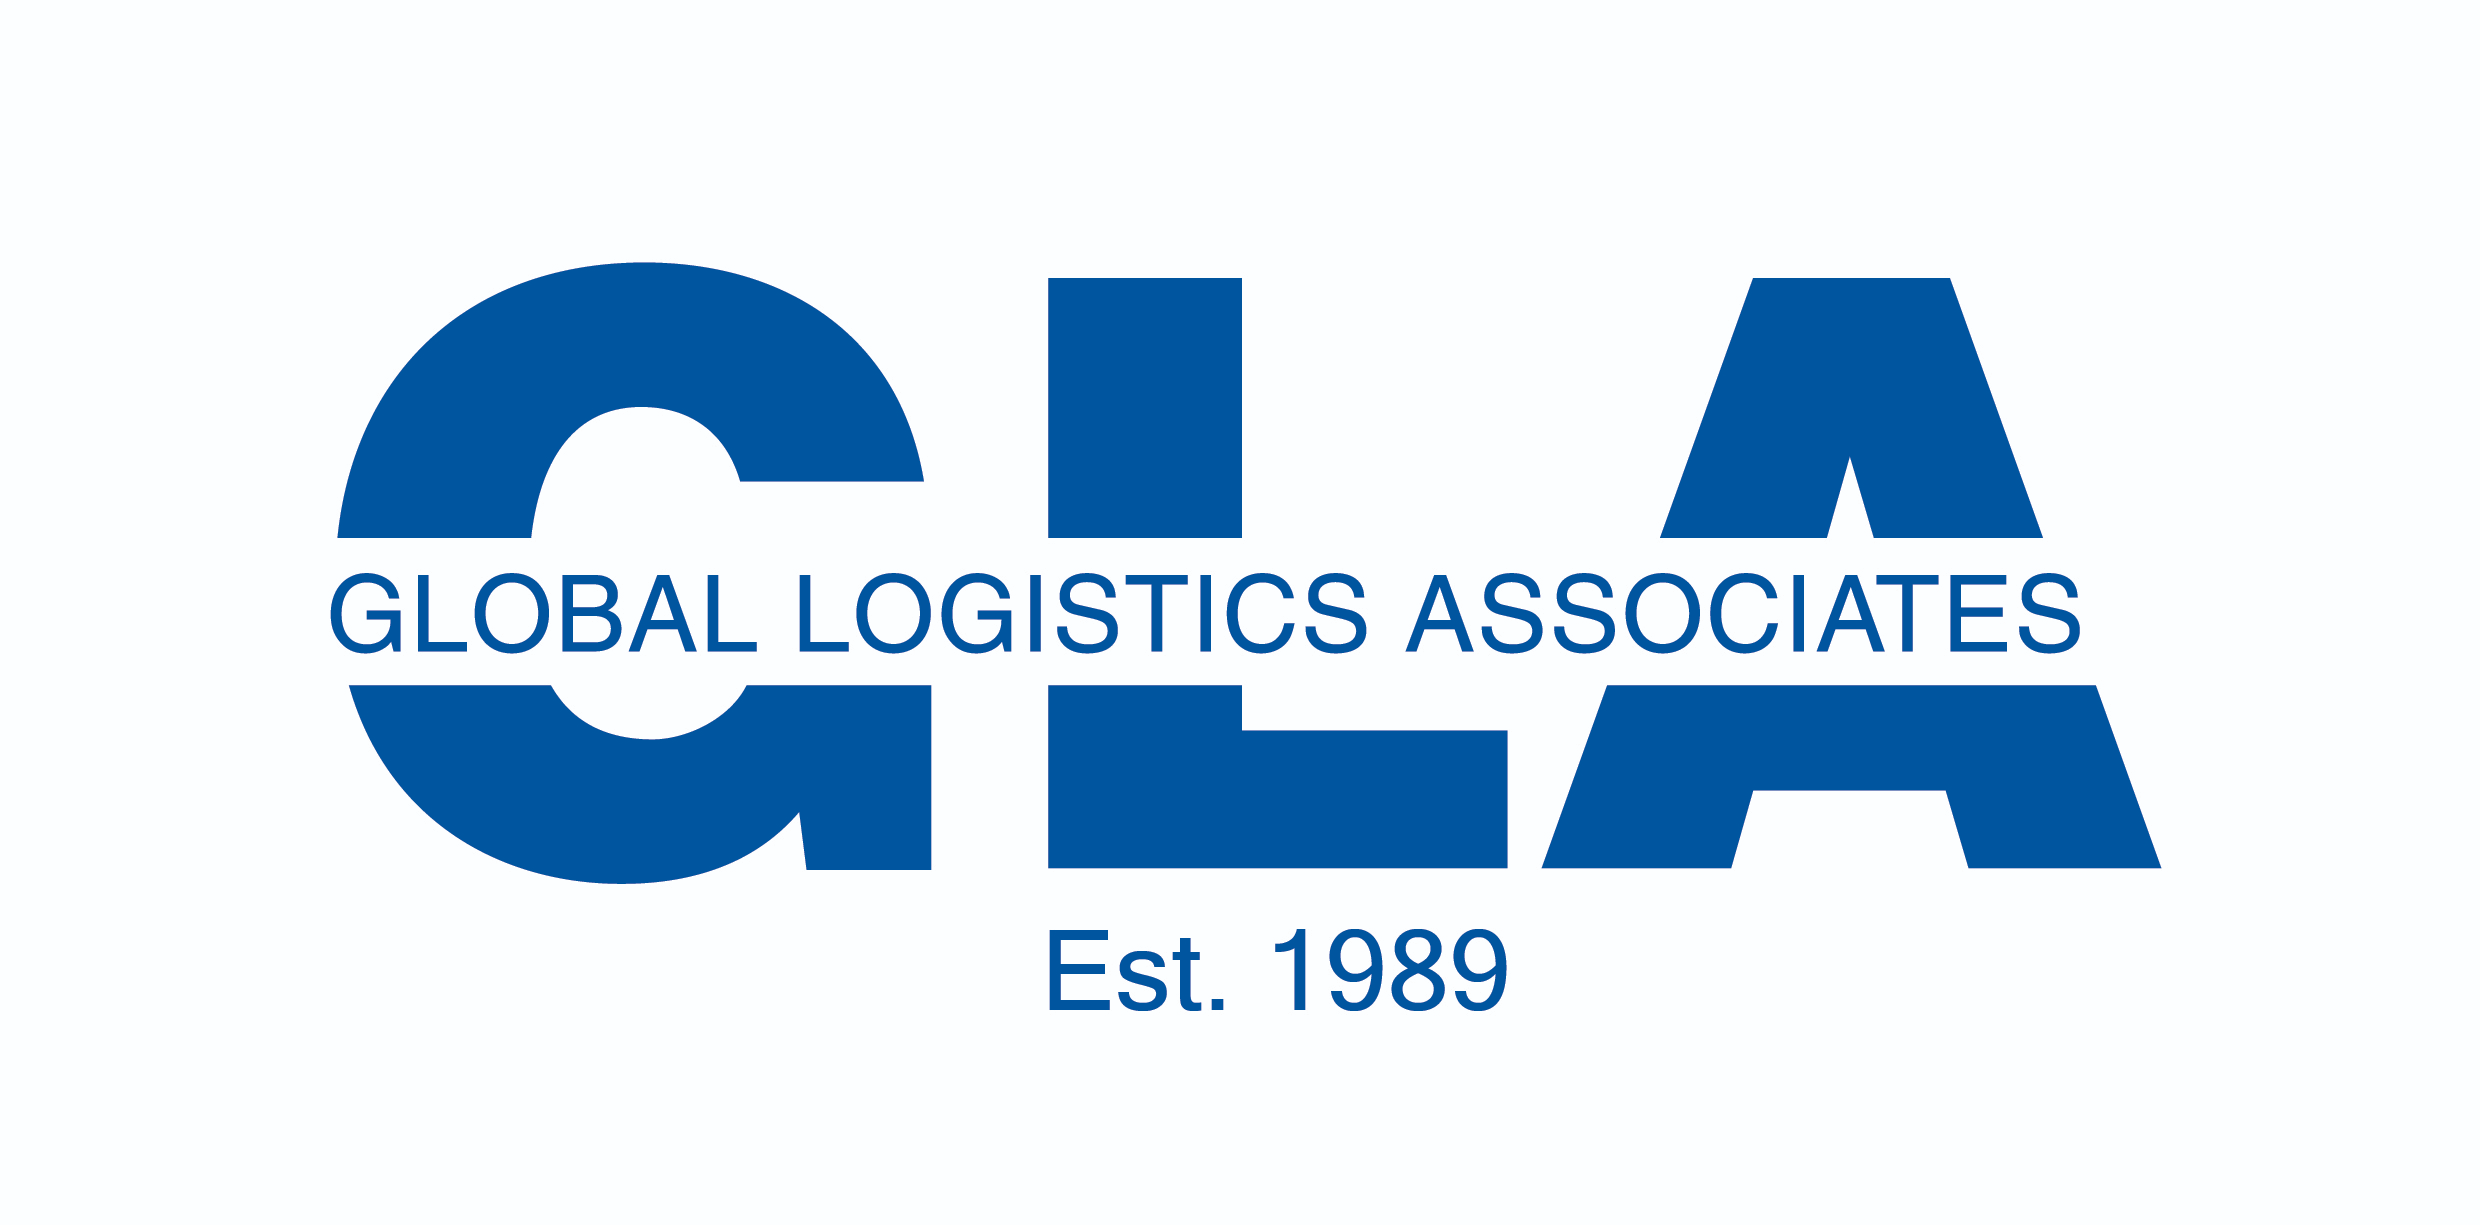 GLA
GLOBAL LOGISTICS ASSOCIATES
Est. 1989